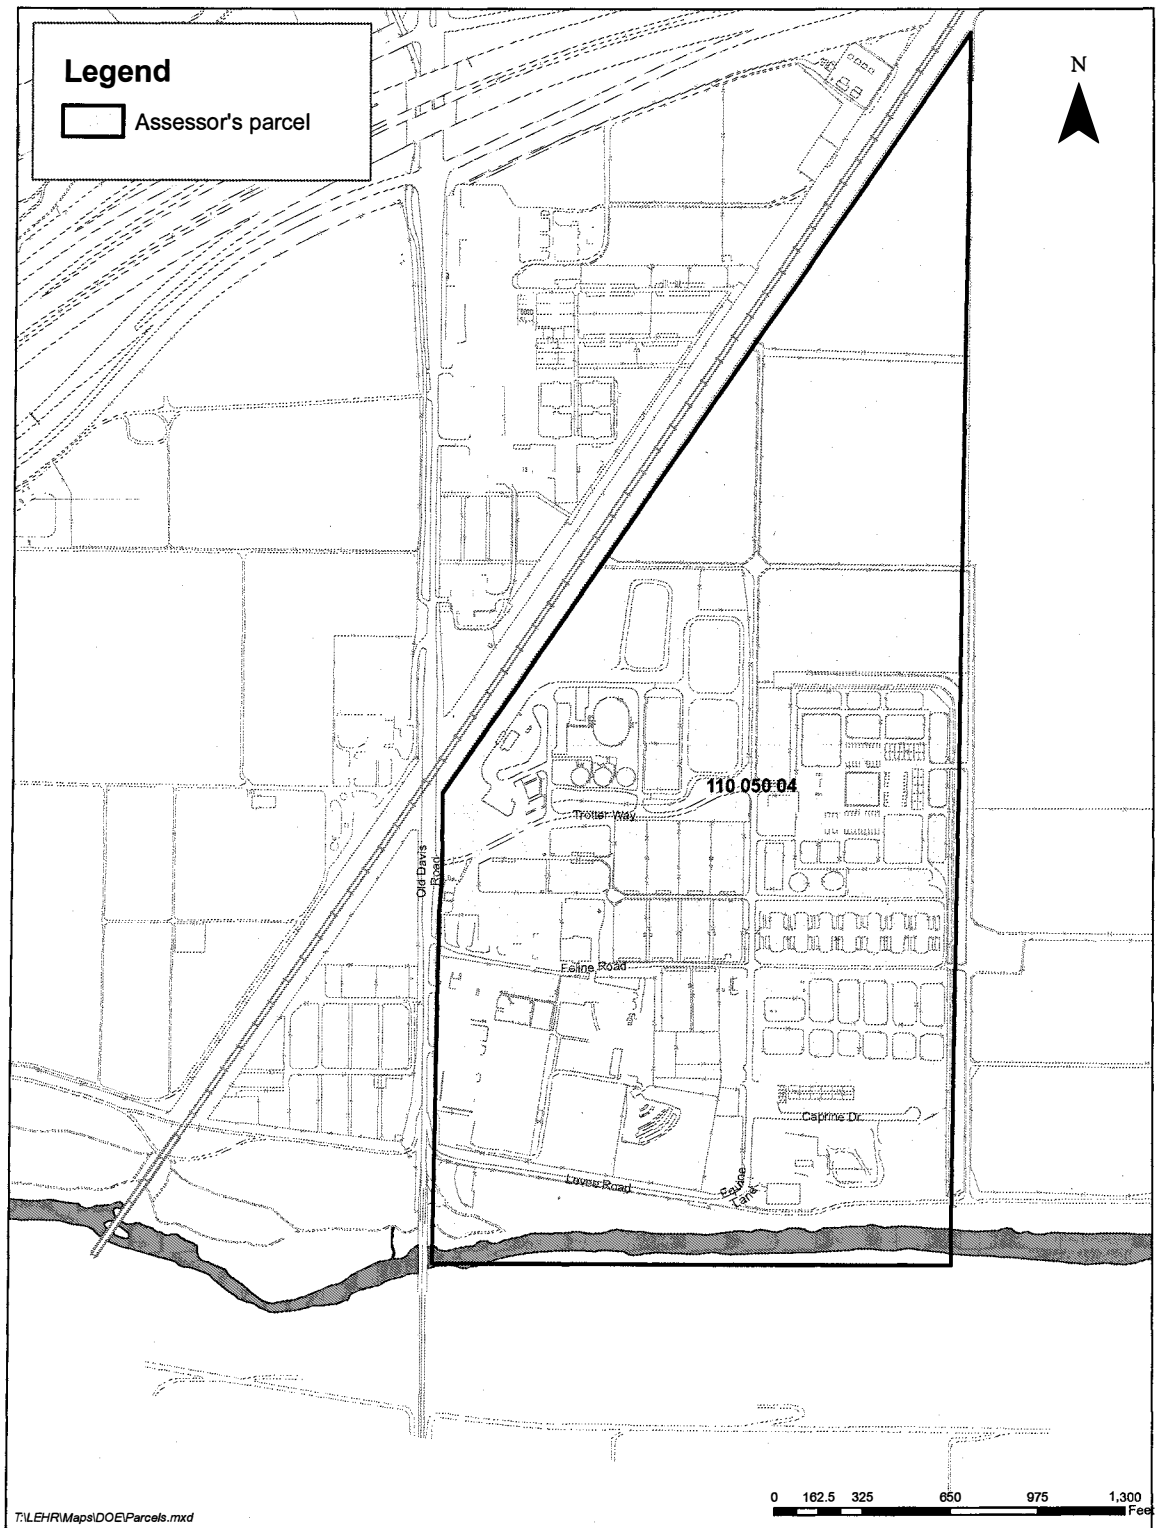 Legend
Assessor's parcel
N
110 050 04
Trotter Way
Old Davis
Road
Feline Road
Caprine Dr.
Levee Road
Equine
Lane
0 162.5 325 650 975 1,300
Feet
T:\LEHR\Maps\DOE\Parcels.mxd